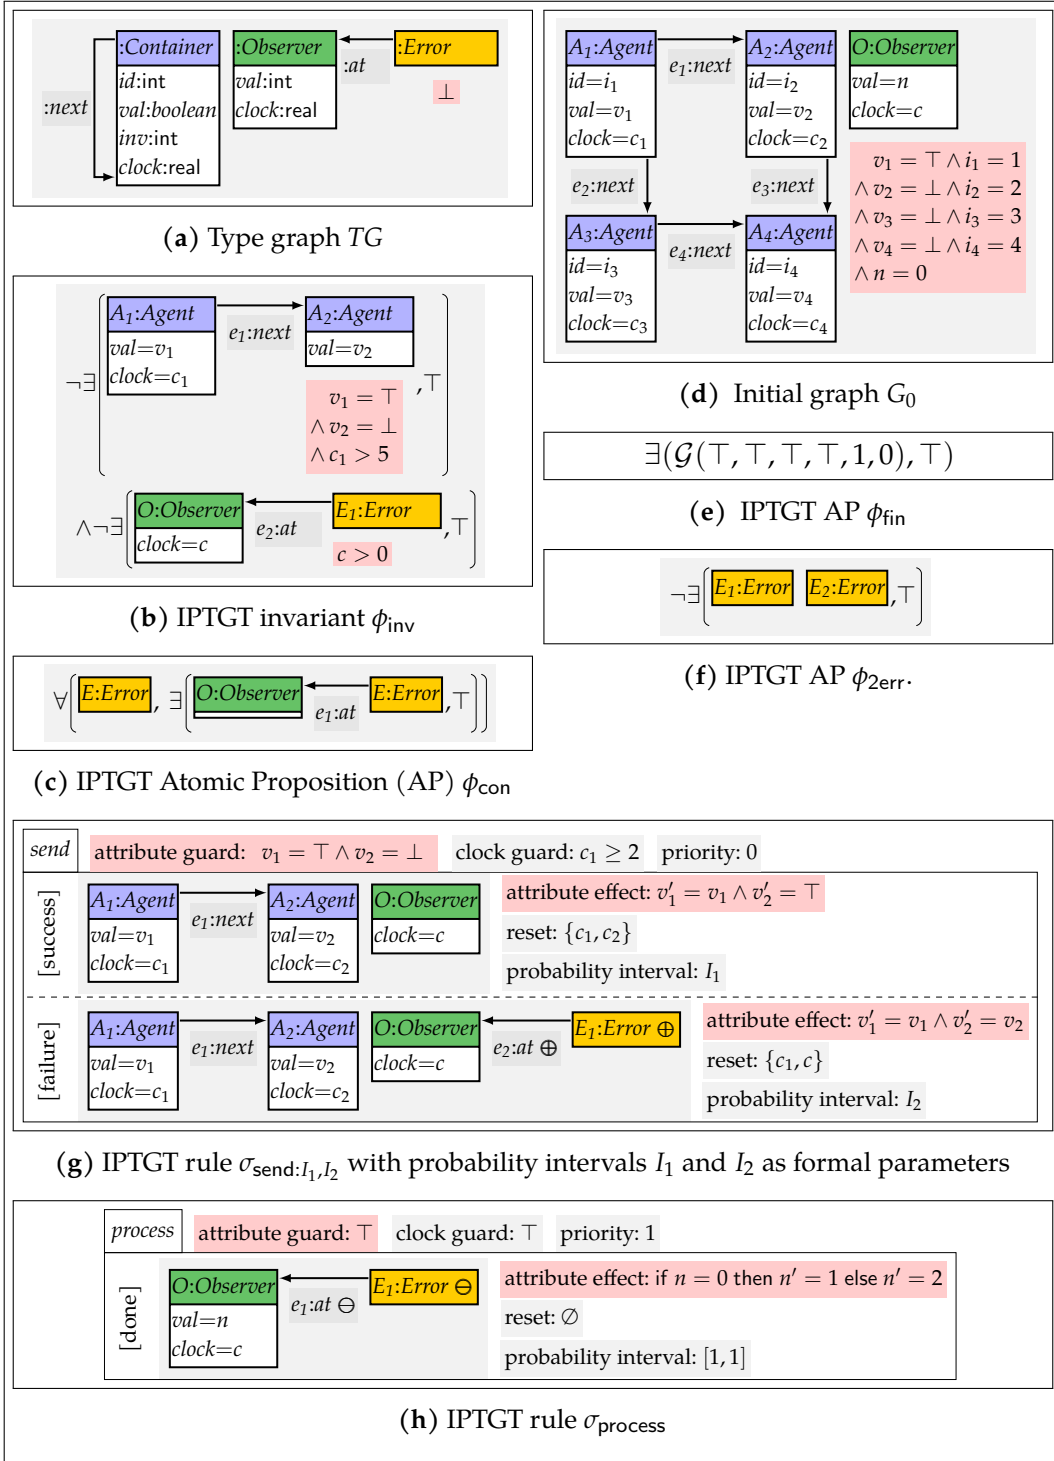 :Container
:Observer
:Error
:at
:next
id:int
val:boolean
inv:int
clock:real
val:int
clock:real
⊥
(a) Type graph TG
¬∃
A1:Agent
val=v1
clock=c1
e1:next
A2:Agent
val=v2
v1 = ⊤
∧ v2 = ⊥
∧ c1 > 5
,⊤
∧¬∃
O:Observer
clock=c
e2:at
E1:Error
c > 0
,⊤
(b) IPTGT invariant ϕinv
∀
E:Error
, ∃
O:Observer
e1:at
E:Error
,⊤
(c) IPTGT Atomic Proposition (AP) ϕcon
A1:Agent
id=i1
val=v1
clock=c1
e1:next
A2:Agent
id=i2
val=v2
clock=c2
O:Observer
val=n
clock=c
e2:next
e3:next
A3:Agent
id=i3
val=v3
clock=c3
e4:next
A4:Agent
id=i4
val=v4
clock=c4
v1 = ⊤ ∧ i1 = 1
∧ v2 = ⊥ ∧ i2 = 2
∧ v3 = ⊥ ∧ i3 = 3
∧ v4 = ⊥ ∧ i4 = 4
∧ n = 0
(d) Initial graph G0
∃(𝒢(⊤, ⊤, ⊤, ⊤, 1, 0), ⊤)
(e) IPTGT AP ϕfin
¬∃
E1:Error
E2:Error
,⊤
(f) IPTGT AP ϕ2err.
send
attribute guard: v1 = ⊤ ∧ v2 = ⊥
clock guard: c1 ≥ 2
priority: 0
[success]
A1:Agent
val=v1
clock=c1
e1:next
A2:Agent
val=v2
clock=c2
O:Observer
clock=c
attribute effect: v′1 = v1 ∧ v′2 = ⊤
reset: {c1, c2}
probability interval: I1
[failure]
A1:Agent
val=v1
clock=c1
e1:next
A2:Agent
val=v2
clock=c2
O:Observer
clock=c
e2:at ⊕
E1:Error ⊕
attribute effect: v′1 = v1 ∧ v′2 = v2
reset: {c1, c}
probability interval: I2
(g) IPTGT rule σsend:I1,I2 with probability intervals I1 and I2 as formal parameters
process
attribute guard: ⊤
clock guard: ⊤
priority: 1
[done]
O:Observer
val=n
clock=c
e1:at ⊖
E1:Error ⊖
attribute effect: if n = 0 then n′ = 1 else n′ = 2
reset: ∅
probability interval: [1, 1]
(h) IPTGT rule σprocess